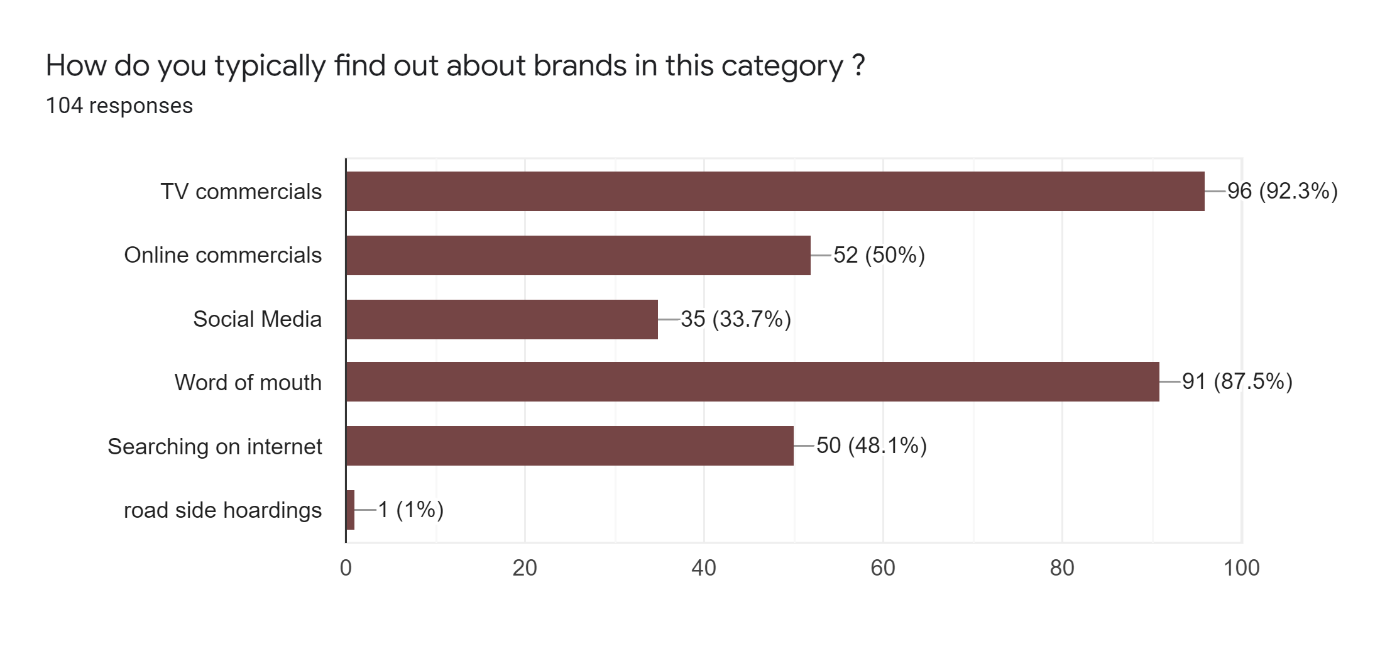 How do you typically find out about brands in this category ?
104 responses
TV commercials
96 (92.3%)
Online commercials
52 (50%)
Social Media
35 (33.7%)
Word of mouth
91 (87.5%)
Searching on internet
50 (48.1%)
road side hoardings
1 (1%)
0 20 40 60 80 100